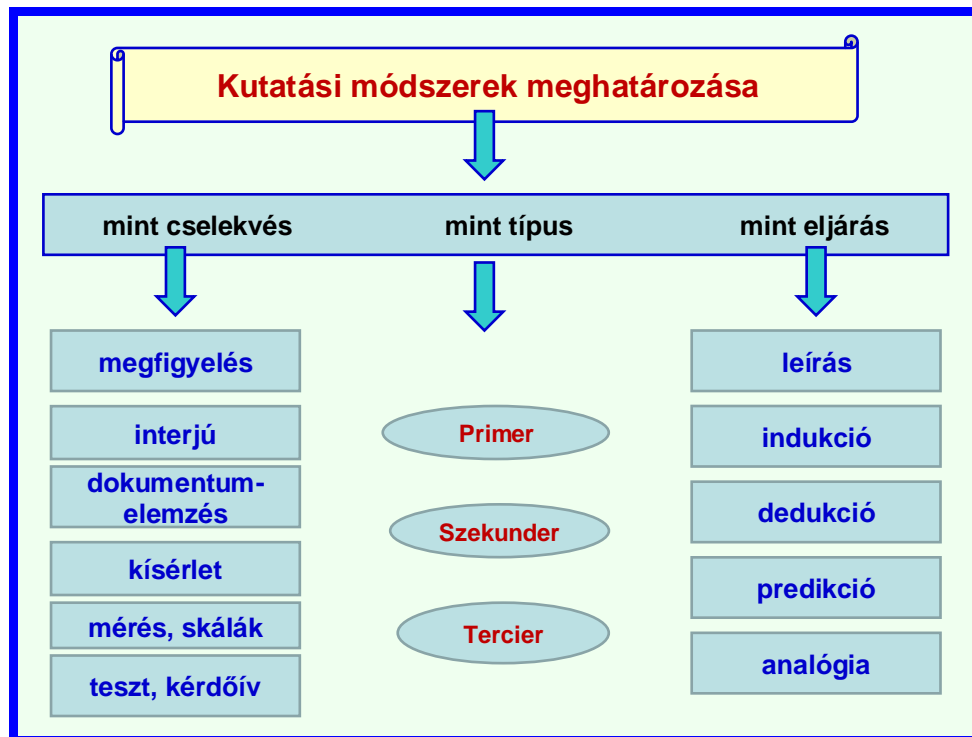 Kutatási módszerek meghatározása
mint cselekvés
mint típus
mint eljárás
megfigyelés
interjú
dokumentum-
elemzés
kísérlet
mérés, skálák
teszt, kérdőív
Primer
Szekunder
Tercier
leírás
indukció
dedukció
predikció
analógia